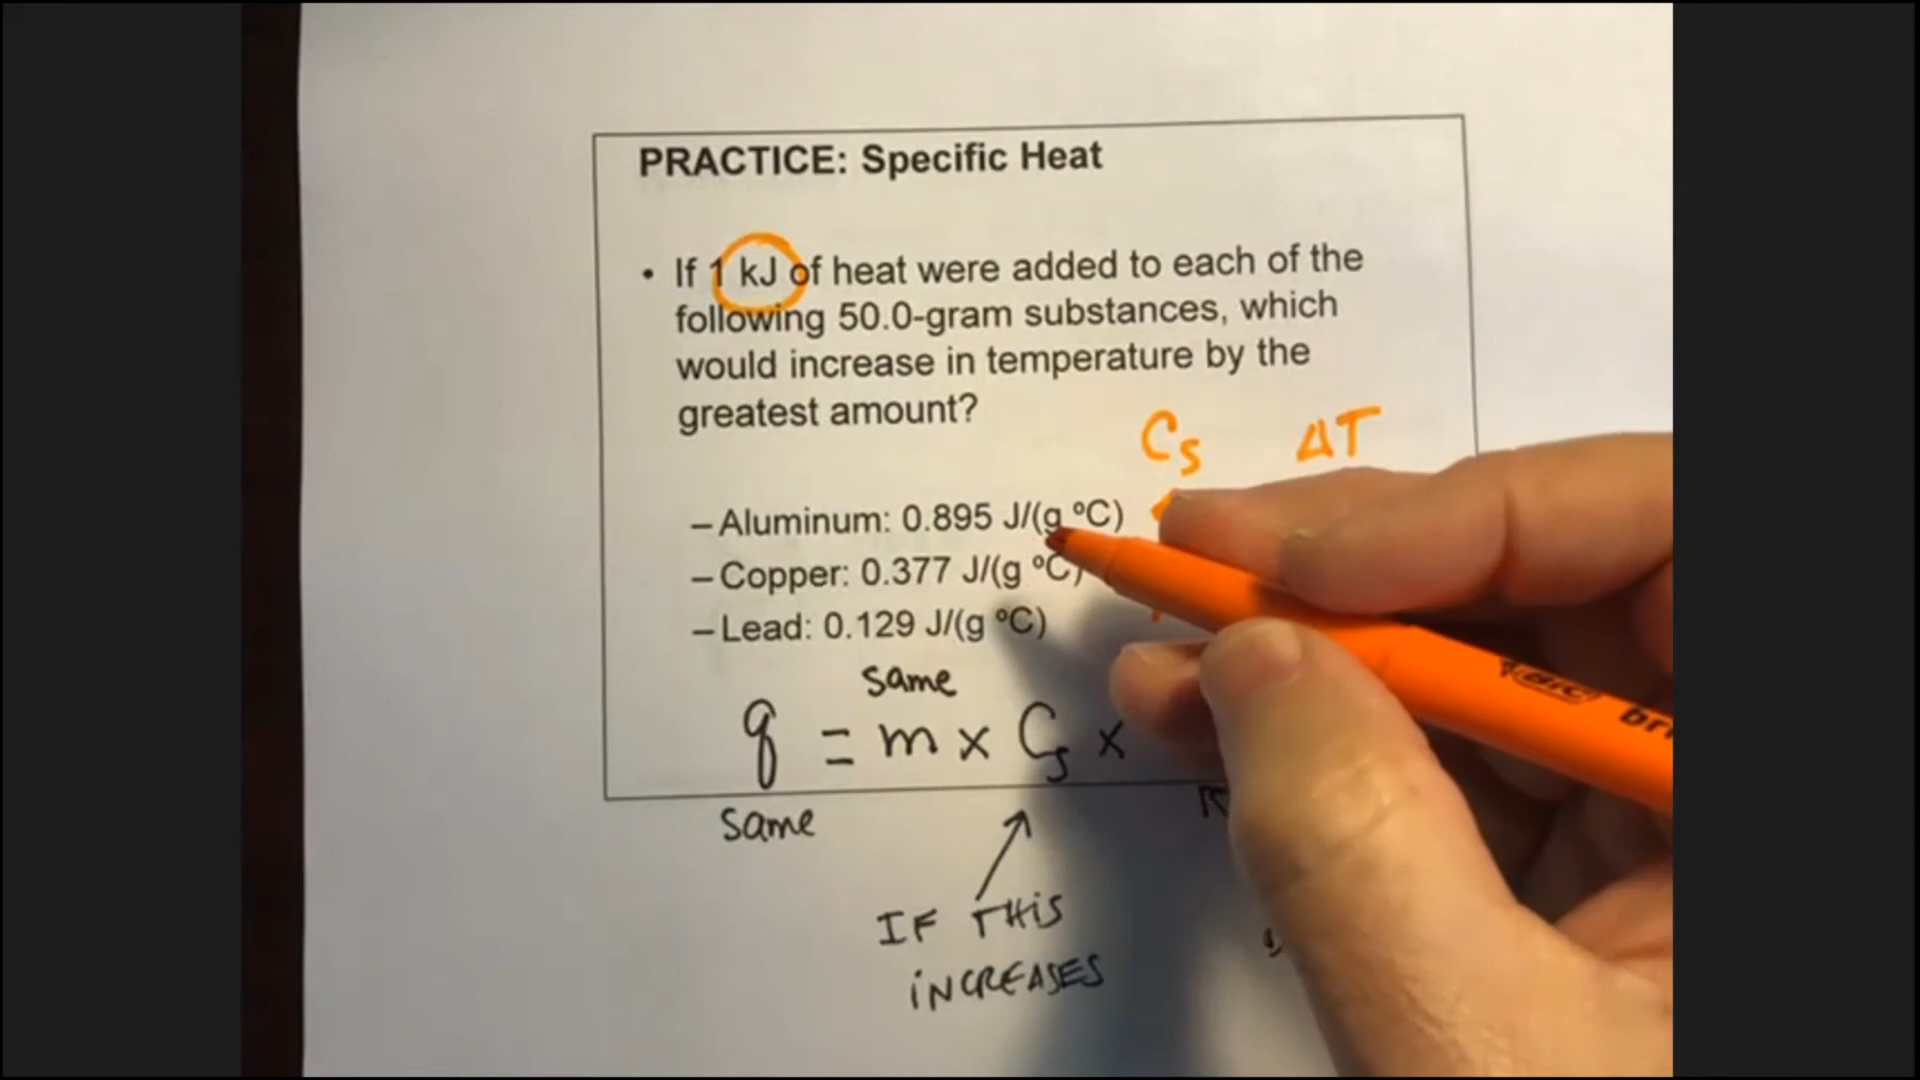 PRACTICE: Specific Heat
• If 1 kJ of heat were added to each of the
following 50.0-gram substances, which
would increase in temperature by the
greatest amount?
Cs ΔT
– Aluminum: 0.895 J/(g °C)
– Copper: 0.377 J/(g °C)
– Lead: 0.129 J/(g °C)
same
q = m x Cs x
same
IF THIS
INCREASES
BIC